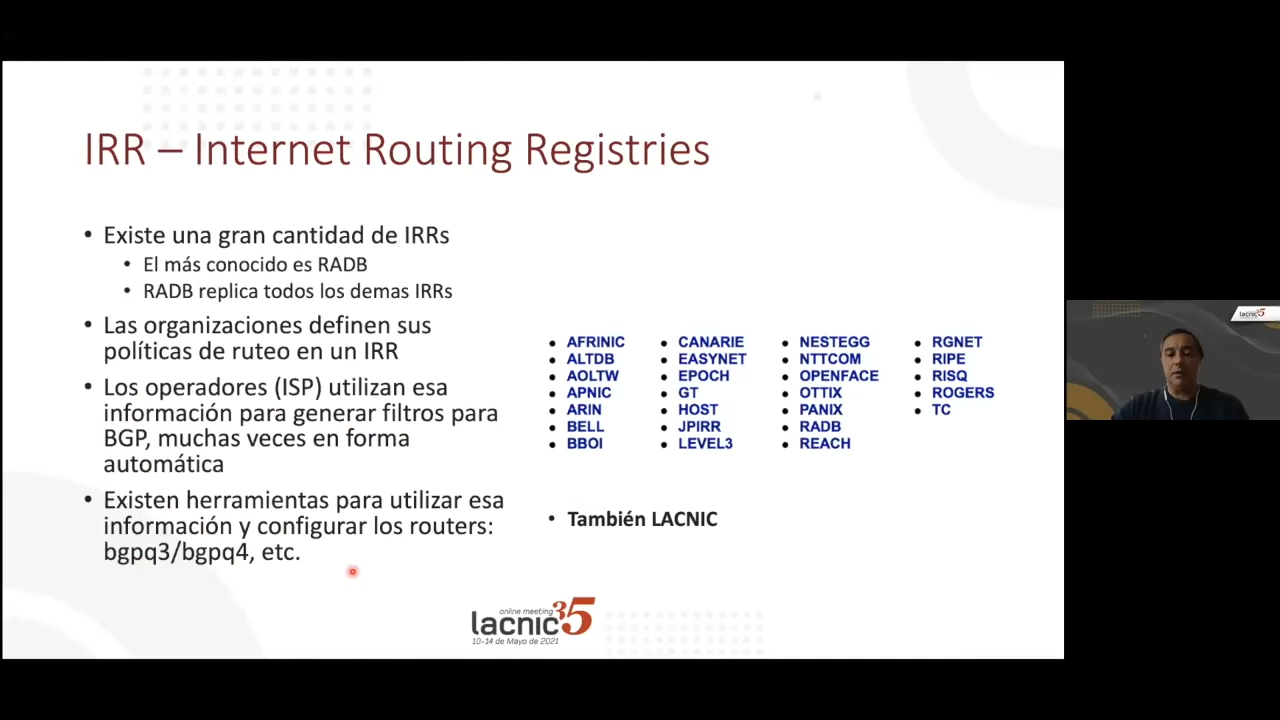 IRR – Internet Routing Registries
• Existe una gran cantidad de IRRs
• El más conocido es RADB
• RADB replica todos los demas IRRs
• Las organizaciones definen sus
políticas de ruteo en un IRR
• Los operadores (ISP) utilizan esa
información para generar filtros para
BGP, muchas veces en forma
automática
• Existen herramientas para utilizar esa
información y configurar los routers:
bgpq3/bgpq4, etc.
• AFRINIC
• ALTDB
• AOLTW
• APNIC
• ARIN
• BELL
• BBOI
• CANARIE
• EASYNET
• EPOCH
• GT
• HOST
• JPIRR
• LEVEL3
• NESTEGG
• NTTCOM
• OPENFACE
• OTTIX
• PANIX
• RADB
• REACH
• RGNET
• RIPE
• RISQ
• ROGERS
• TC
• También LACNIC
online meeting
lacnic35
10-14 de Mayo de 2021
lacnic35